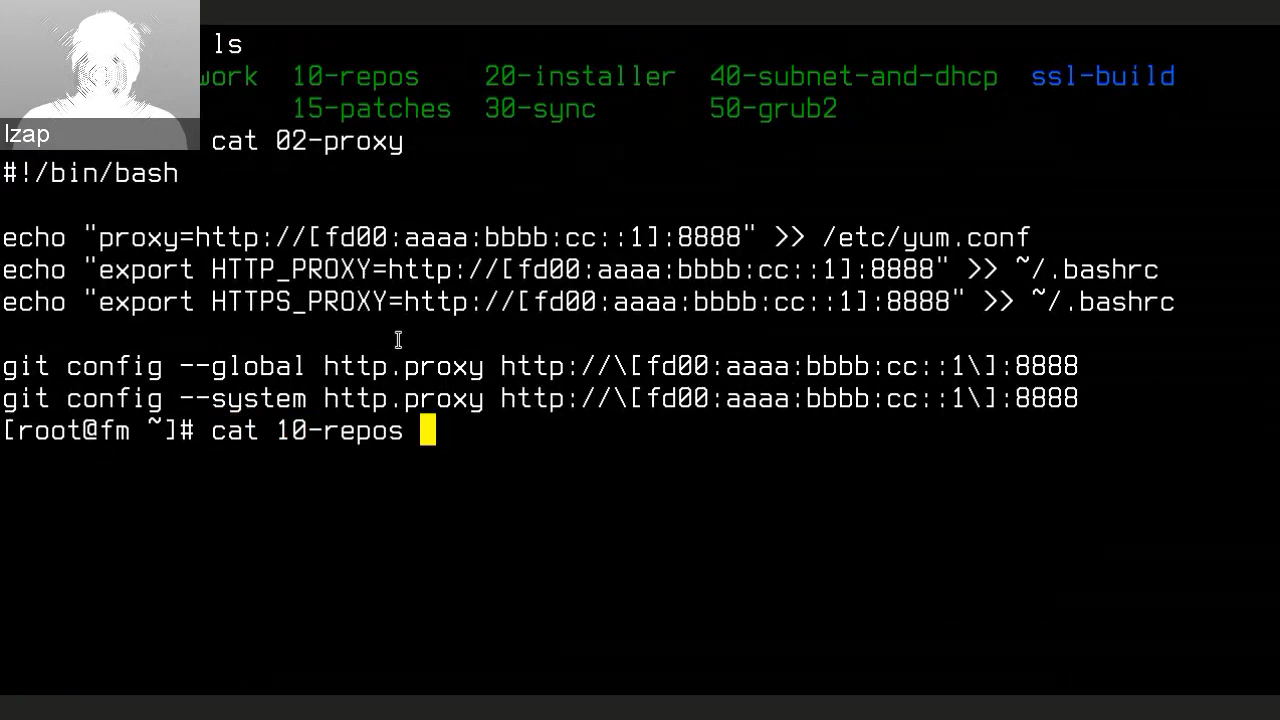 ls
work 10-repos 20-installer 40-subnet-and-dhcp ssl-build
15-patches 30-sync 50-grub2
lzap
cat 02-proxy
#!/bin/bash
echo "proxy=http://[fd00:aaaa:bbbb:cc::1]:8888" >> /etc/yum.conf
echo "export HTTP_PROXY=http://[fd00:aaaa:bbbb:cc::1]:8888" >> ~/.bashrc
echo "export HTTPS_PROXY=http://[fd00:aaaa:bbbb:cc::1]:8888" >> ~/.bashrc
git config --global http.proxy http://\[fd00:aaaa:bbbb:cc::1\]:8888
git config --system http.proxy http://\[fd00:aaaa:bbbb:cc::1\]:8888
[root@fm ~]# cat 10-repos